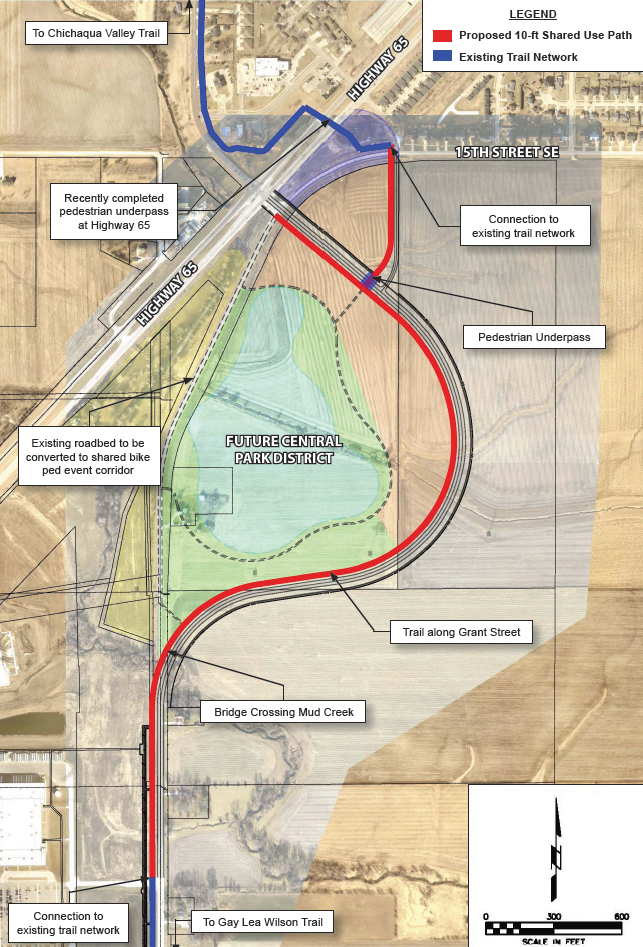 To Chichaqua Valley Trail
LEGEND
Proposed 10-ft Shared Use Path
Existing Trail Network
HIGHWAY 65
15TH STREET SE
Recently completed
pedestrian underpass
at Highway 65
Connection to
existing trail network
HIGHWAY 65
Pedestrian Underpass
Existing roadbed to be
converted to shared bike
ped event corridor
FUTURE CENTRAL
PARK DISTRICT
Trail along Grant Street
Bridge Crossing Mud Creek
Connection to
existing trail network
To Gay Lea Wilson Trail
N
0 300 600
SCALE IN FEET